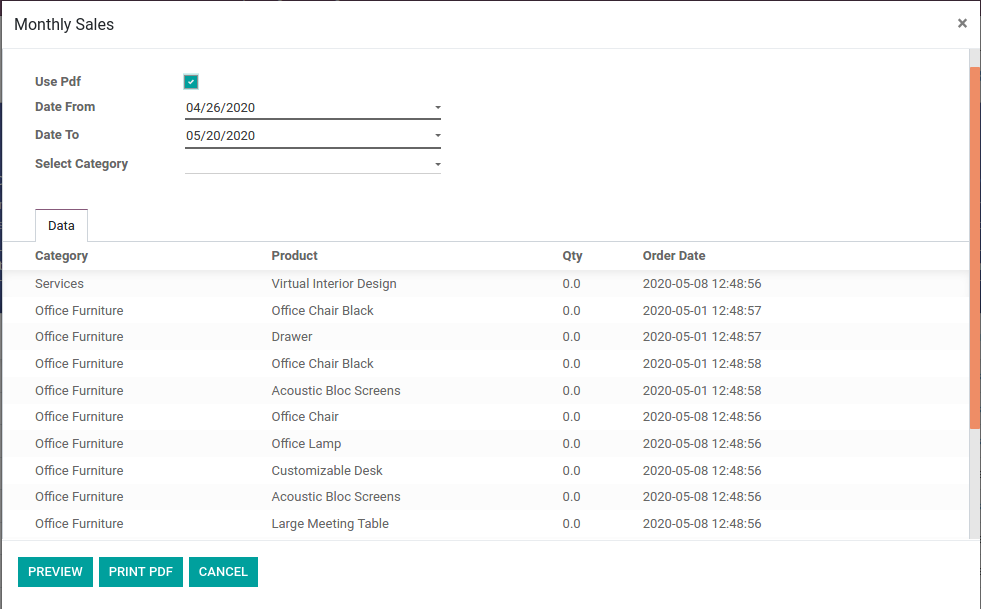 Monthly Sales ×
Use Pdf
Date From 04/26/2020
Date To 05/20/2020
Select Category
Data
Category Product Qty Order Date
Services Virtual Interior Design 0.0 2020-05-08 12:48:56
Office Furniture Office Chair Black 0.0 2020-05-01 12:48:57
Office Furniture Drawer 0.0 2020-05-01 12:48:57
Office Furniture Office Chair Black 0.0 2020-05-01 12:48:58
Office Furniture Acoustic Bloc Screens 0.0 2020-05-01 12:48:58
Office Furniture Office Chair 0.0 2020-05-08 12:48:56
Office Furniture Office Lamp 0.0 2020-05-08 12:48:56
Office Furniture Customizable Desk 0.0 2020-05-08 12:48:56
Office Furniture Acoustic Bloc Screens 0.0 2020-05-08 12:48:56
Office Furniture Large Meeting Table 0.0 2020-05-08 12:48:56
PREVIEW PRINT PDF CANCEL